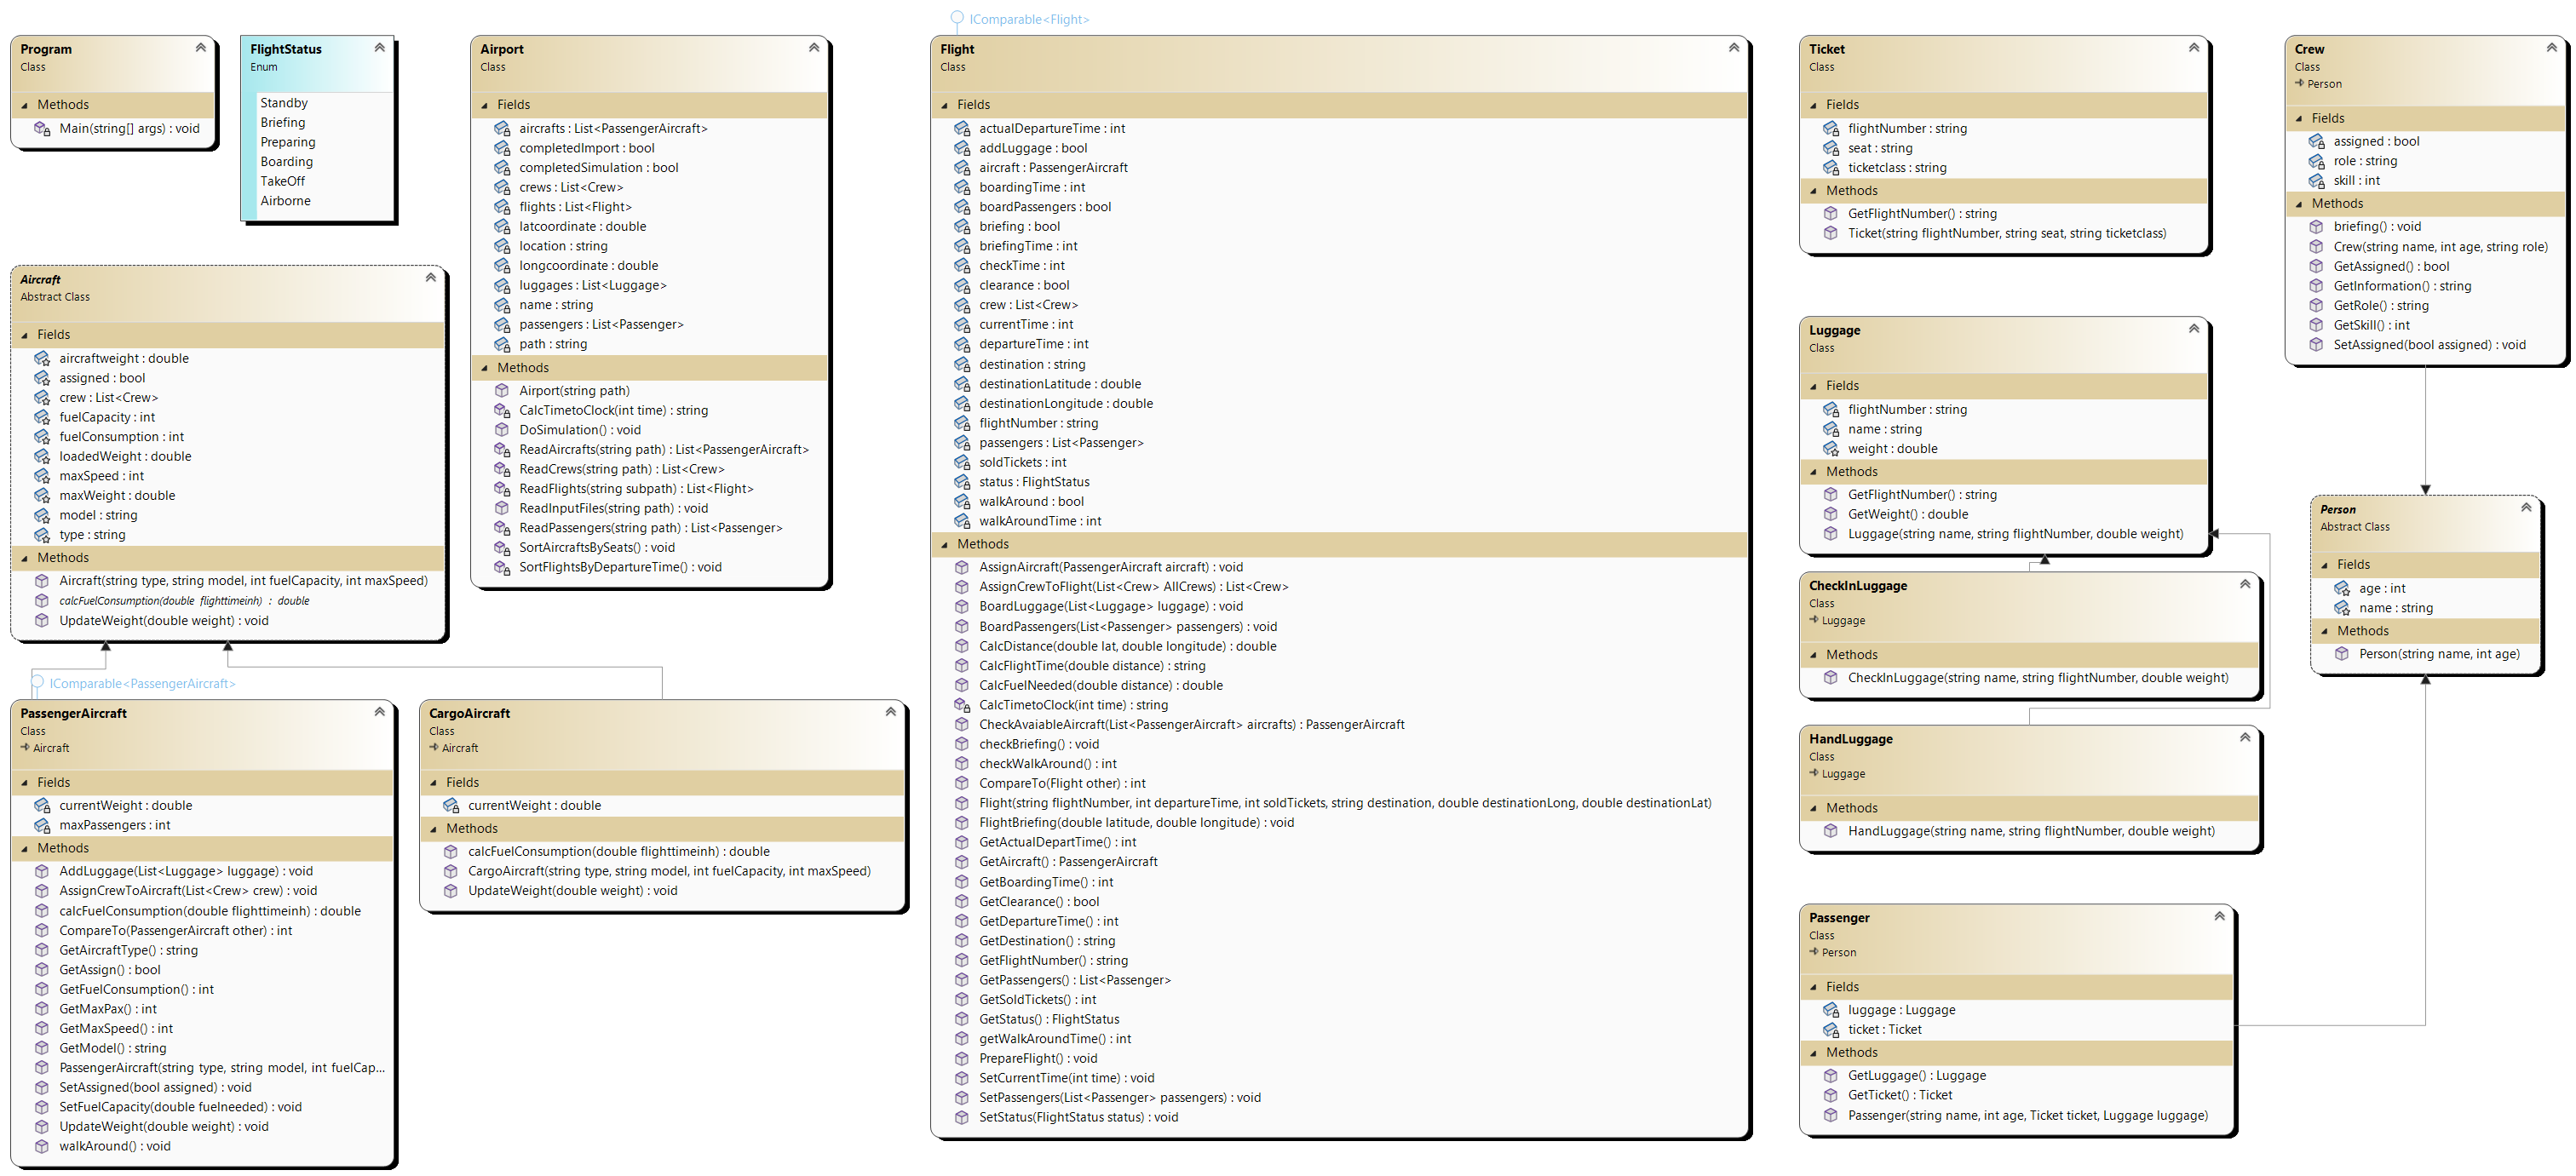 Program
Class
Methods
Main(string[] args) : void
FlightStatus
Enum
Standby
Briefing
Preparing
Boarding
TakeOff
Airborne
Aircraft
Abstract Class
Fields
aircraftweight : double
assigned : bool
crew : List<Crew>
fuelCapacity : int
fuelConsumption : int
loadedWeight : double
maxSpeed : int
maxWeight : double
model : string
type : string
Methods
Aircraft(string type, string model, int fuelCapacity, int maxSpeed)
calcFuelConsumption(double flighttimeinh) : double
UpdateWeight(double weight) : void
IComparable<PassengerAircraft>
PassengerAircraft
Class
Aircraft
Fields
currentWeight : double
maxPassengers : int
Methods
AddLuggage(List<Luggage> luggage) : void
AssignCrewToAircraft(List<Crew> crew) : void
calcFuelConsumption(double flighttimeinh) : double
CompareTo(PassengerAircraft other) : int
GetAircraftType() : string
GetAssign() : bool
GetFuelConsumption() : int
GetMaxPax() : int
GetMaxSpeed() : int
GetModel() : string
PassengerAircraft(string type, string model, int fuelCap...
SetAssigned(bool assigned) : void
SetFuelCapacity(double fuelneeded) : void
UpdateWeight(double weight) : void
walkAround() : void
CargoAircraft
Class
Aircraft
Fields
currentWeight : double
Methods
calcFuelConsumption(double flighttimeinh) : double
CargoAircraft(string type, string model, int fuelCapacity, int maxSpeed)
UpdateWeight(double weight) : void
Airport
Class
Fields
aircrafts : List<PassengerAircraft>
completedImport : bool
completedSimulation : bool
crews : List<Crew>
flights : List<Flight>
latcoordinate : double
location : string
longcoordinate : double
luggages : List<Luggage>
name : string
passengers : List<Passenger>
path : string
Methods
Airport(string path)
CalcTimetoClock(int time) : string
DoSimulation() : void
ReadAircrafts(string path) : List<PassengerAircraft>
ReadCrews(string path) : List<Crew>
ReadFlights(string subpath) : List<Flight>
ReadInputFiles(string path) : void
ReadPassengers(string path) : List<Passenger>
SortAircraftsBySeats() : void
SortFlightsByDepartureTime() : void
IComparable<Flight>
Flight
Class
Fields
actualDepartureTime : int
addLuggage : bool
aircraft : PassengerAircraft
boardingTime : int
boardPassengers : bool
briefing : bool
briefingTime : int
checkTime : int
clearance : bool
crew : List<Crew>
currentTime : int
departureTime : int
destination : string
destinationLatitude : double
destinationLongitude : double
flightNumber : string
passengers : List<Passenger>
soldTickets : int
status : FlightStatus
walkAround : bool
walkAroundTime : int
Methods
AssignAircraft(PassengerAircraft aircraft) : void
AssignCrewToFlight(List<Crew> AllCrews) : List<Crew>
BoardLuggage(List<Luggage> luggage) : void
BoardPassengers(List<Passenger> passengers) : void
CalcDistance(double lat, double longitude) : double
CalcFlightTime(double distance) : string
CalcFuelNeeded(double distance) : double
CalcTimetoClock(int time) : string
CheckAvaiableAircraft(List<PassengerAircraft> aircrafts) : PassengerAircraft
checkBriefing() : void
checkWalkAround() : int
CompareTo(Flight other) : int
Flight(string flightNumber, int departureTime, int soldTickets, string destination, double destinationLong, double destinationLat)
FlightBriefing(double latitude, double longitude) : void
GetActualDepartTime() : int
GetAircraft() : PassengerAircraft
GetBoardingTime() : int
GetClearance() : bool
GetDepartureTime() : int
GetDestination() : string
GetFlightNumber() : string
GetPassengers() : List<Passenger>
GetSoldTickets() : int
GetStatus() : FlightStatus
getWalkAroundTime() : int
PrepareFlight() : void
SetCurrentTime(int time) : void
SetPassengers(List<Passenger> passengers) : void
SetStatus(FlightStatus status) : void
Ticket
Class
Fields
flightNumber : string
seat : string
ticketclass : string
Methods
GetFlightNumber() : string
Ticket(string flightNumber, string seat, string ticketclass)
Luggage
Class
Fields
flightNumber : string
name : string
weight : double
Methods
GetFlightNumber() : string
GetWeight() : double
Luggage(string name, string flightNumber, double weight)
CheckInLuggage
Class
Luggage
Methods
CheckInLuggage(string name, string flightNumber, double weight)
HandLuggage
Class
Luggage
Methods
HandLuggage(string name, string flightNumber, double weight)
Passenger
Class
Person
Fields
luggage : Luggage
ticket : Ticket
Methods
GetLuggage() : Luggage
GetTicket() : Ticket
Passenger(string name, int age, Ticket ticket, Luggage luggage)
Crew
Class
Person
Fields
assigned : bool
role : string
skill : int
Methods
briefing() : void
Crew(string name, int age, string role)
GetAssigned() : bool
GetInformation() : string
GetRole() : string
GetSkill() : int
SetAssigned(bool assigned) : void
Person
Abstract Class
Fields
age : int
name : string
Methods
Person(string name, int age)